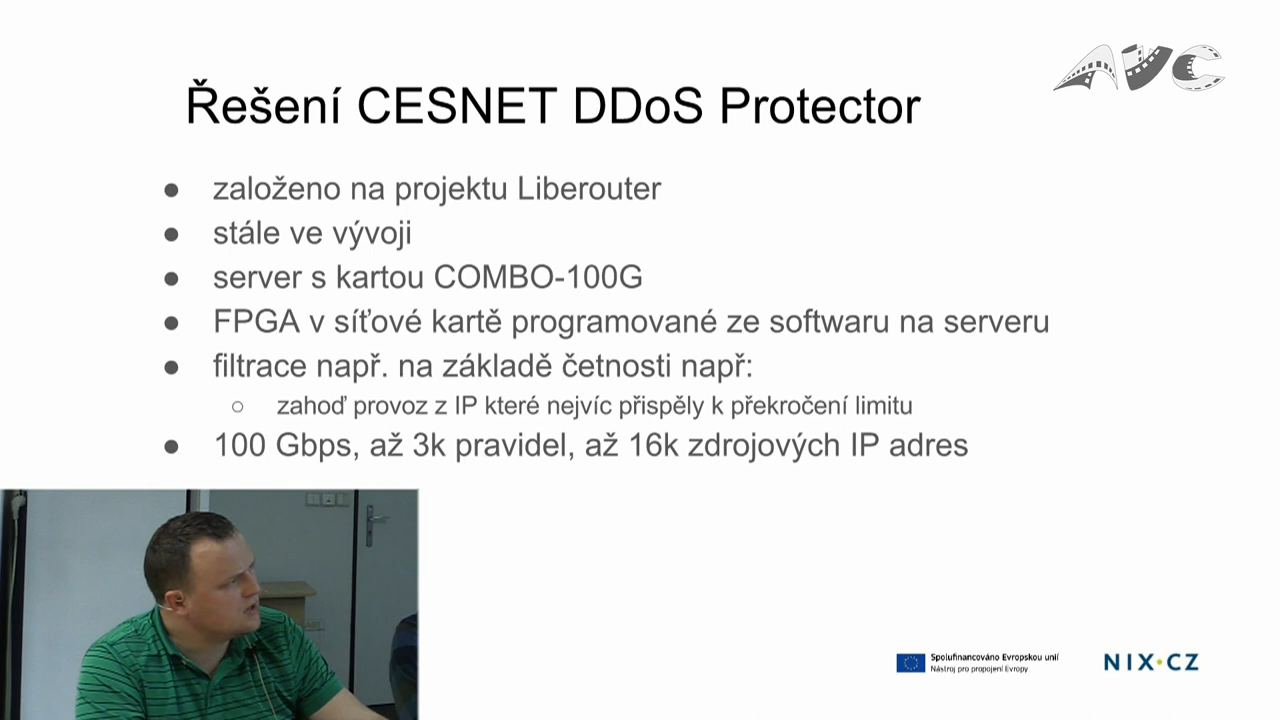 AVC
Řešení CESNET DDoS Protector
● založeno na projektu Liberouter
● stále ve vývoji
● server s kartou COMBO-100G
● FPGA v síťové kartě programované ze softwaru na serveru
● filtrace např. na základě četnosti např:
○ zahoď provoz z IP které nejvíc přispěly k překročení limitu
● 100 Gbps, až 3k pravidel, až 16k zdrojových IP adres
Spolufinancováno Evropskou unií
Nástroj pro propojení Evropy
NIX·CZ